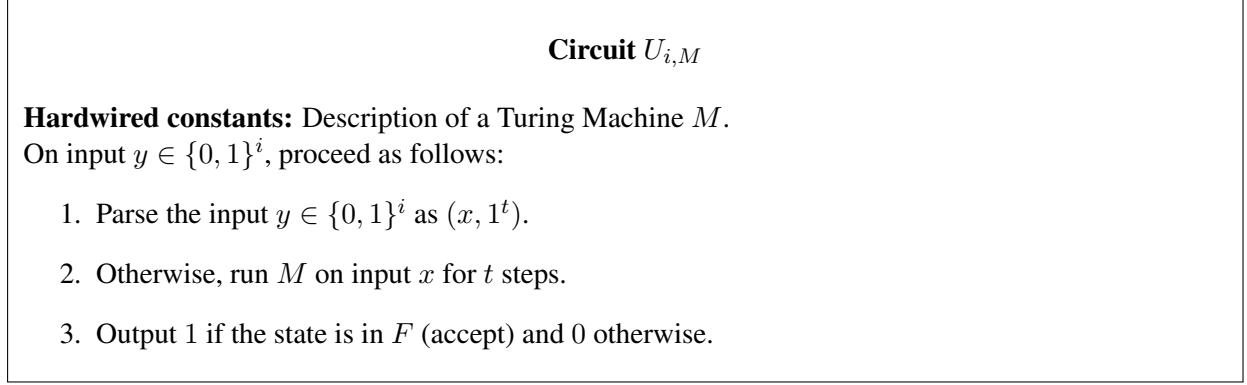 Circuit U_{i,M}
Hardwired constants: Description of a Turing Machine M.
On input y ∈ {0, 1}^i, proceed as follows:
1. Parse the input y ∈ {0, 1}^i as (x, 1^t).
2. Otherwise, run M on input x for t steps.
3. Output 1 if the state is in F (accept) and 0 otherwise.